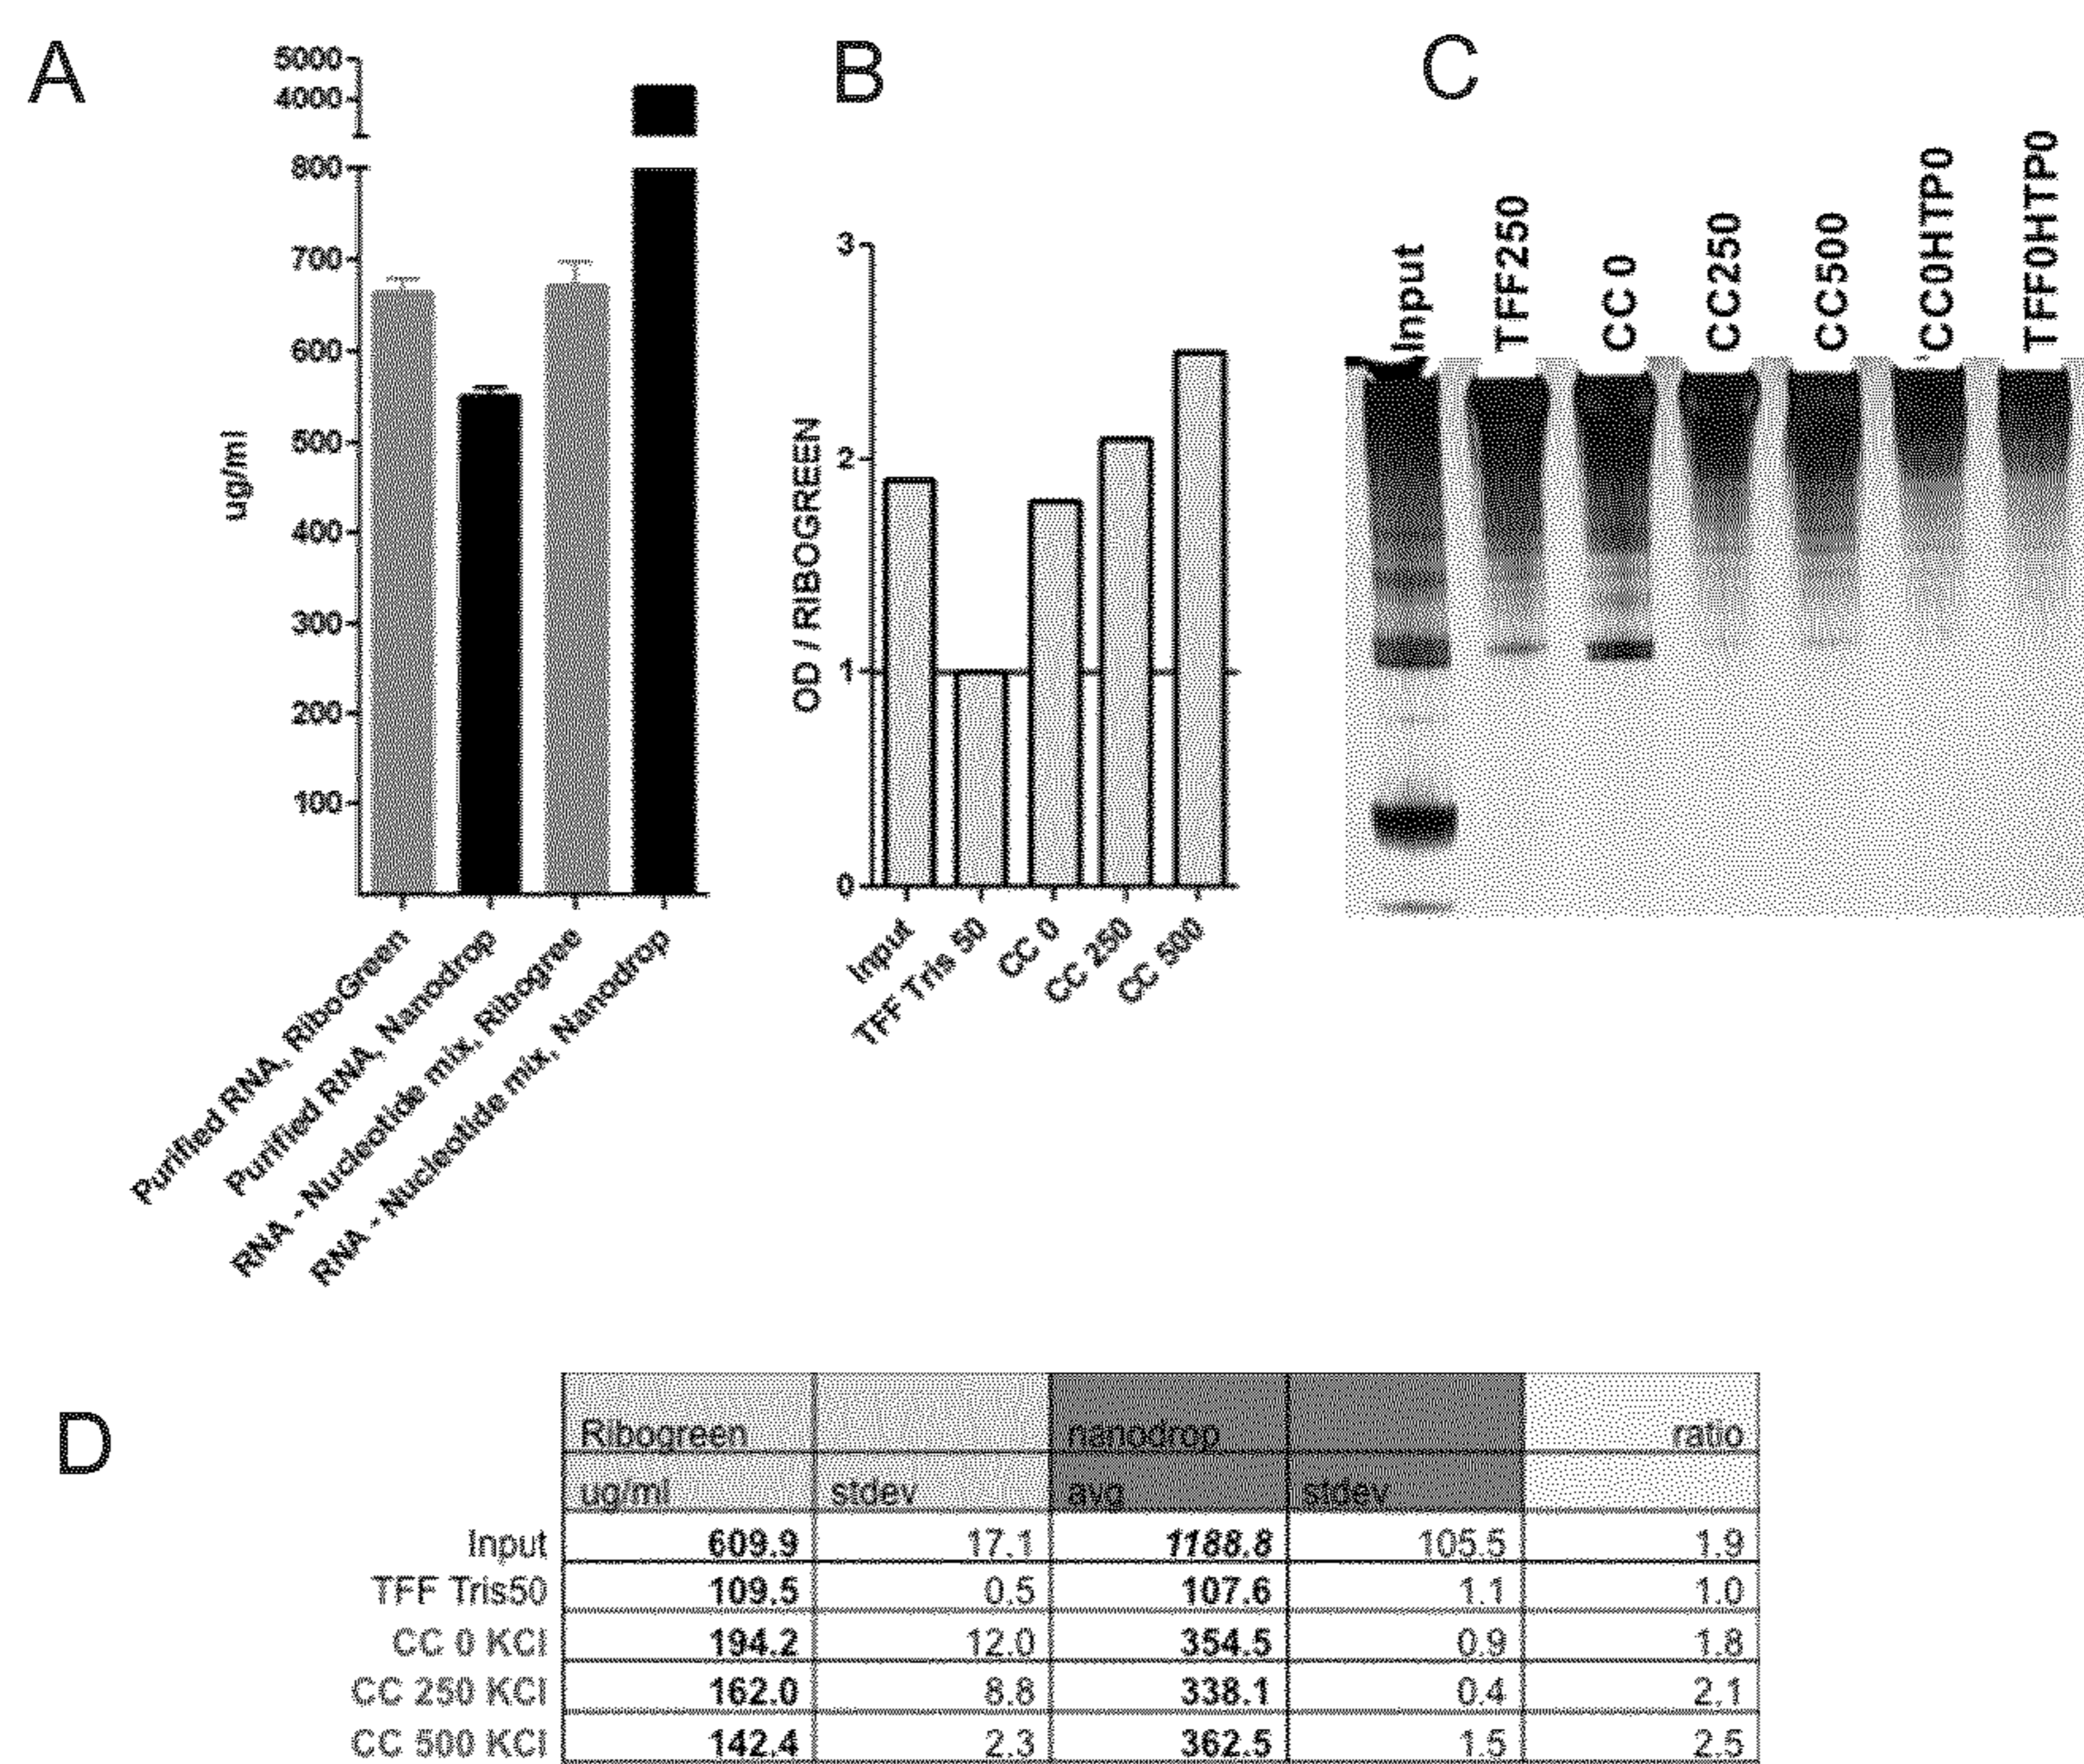 A
5000
4000
800
700
600
500
400
300
200
100
ug/ml
Purified RNA, RiboGreen
Purified RNA, Nanodrop
RNA - Nucleotide mix, Ribogree
RNA - Nucleotide mix, Nanodrop
B
3
2
1
0
OD / RIBOGREEN
Input
TFF Tris 50
CC 0
CC 250
CC 500
C
Input
TFF250
CC 0
CC250
CC500
CC0HTP0
TFF0HTP0
D
Ribogreen nanodrop ratio
ug/ml stdev avg stdev
Input 609.9 17.1 1188.8 105.5 1.9
TFF Tris50 109.5 0.5 107.6 1.1 1.0
CC 0 KCl 194.2 12.0 354.5 0.9 1.8
CC 250 KCl 162.0 8.8 338.1 0.4 2.1
CC 500 KCl 142.4 2.3 362.5 1.5 2.5